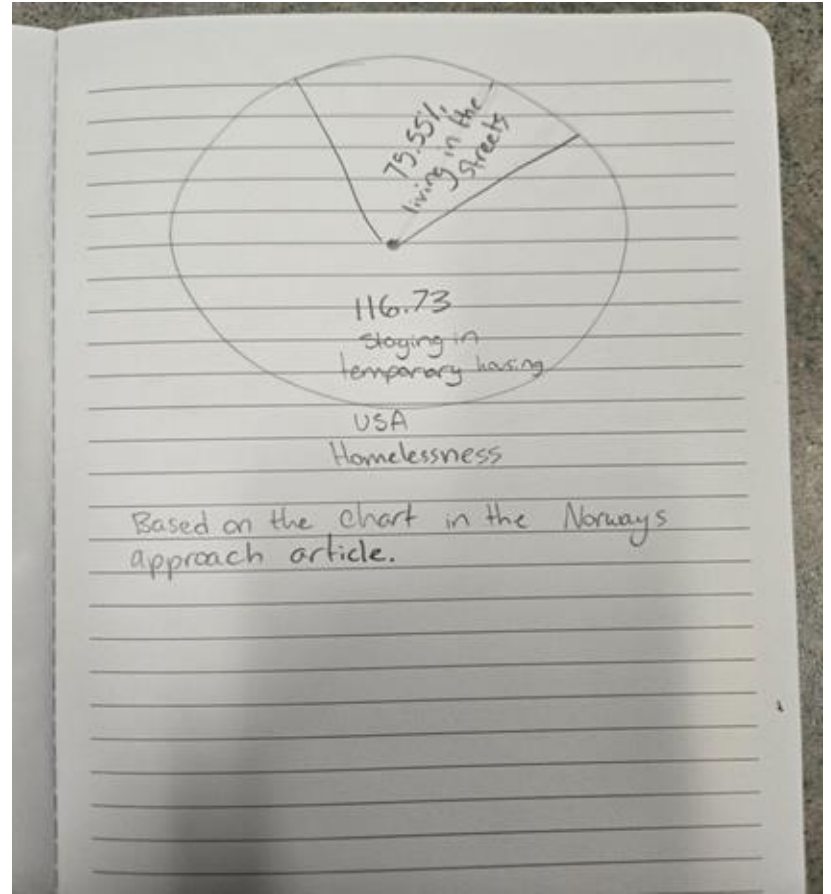 75.55%
living in the
streets
116.73
Staying in
temporary housing
USA
Homelessness
Based on the chart in the Norways
approach article.